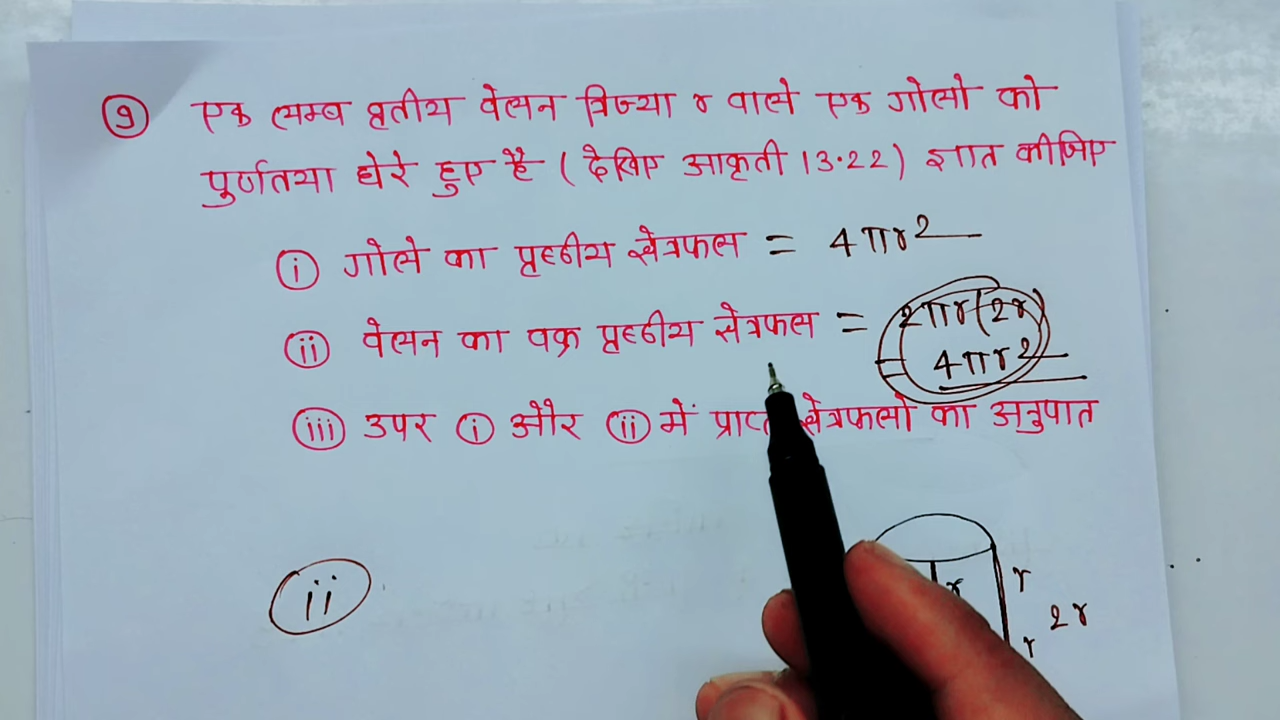 9 एक लम्ब वृतीय वेलन त्रिज्या r वाले एक गोलो को
पुर्णतया घेरे हुए है ( देखिए आकृती 13.22 ) ज्ञात कीजिए
i गोले का पृष्ठीय क्षेत्रफल = 4πr²
ii वेलन का वक्र पृष्ठीय क्षेत्रफल = 2πr(2r)
= 4πr²
iii उपर i और ii में क्षेत्रफलो का अनुपात
ii
r
r
2r
r